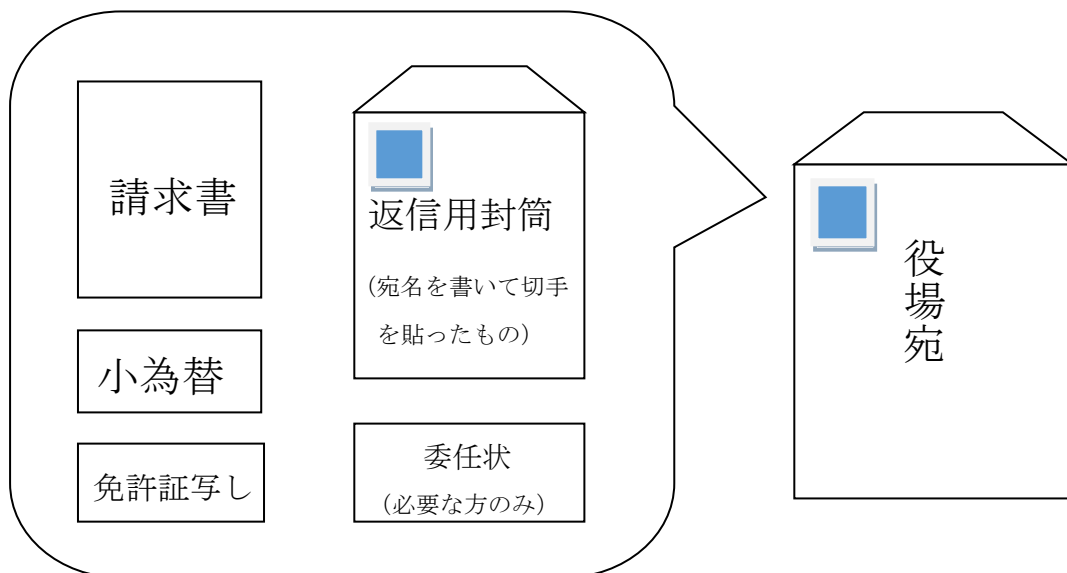 請求書
返信用封筒
(宛名を書いて切手
を貼ったもの)
小為替
免許証写し
委任状
(必要な方のみ)
役場宛